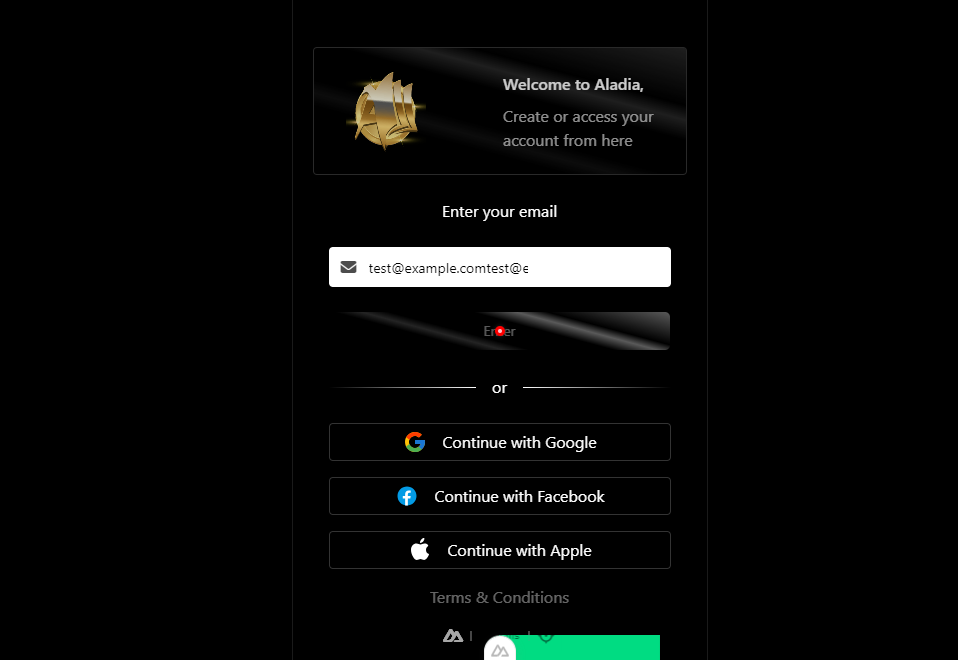 Welcome to Aladia,
Create or access your
account from here
Enter your email
test@example.comtest@e
Enter
or
Continue with Google
Continue with Facebook
Continue with Apple
Terms & Conditions